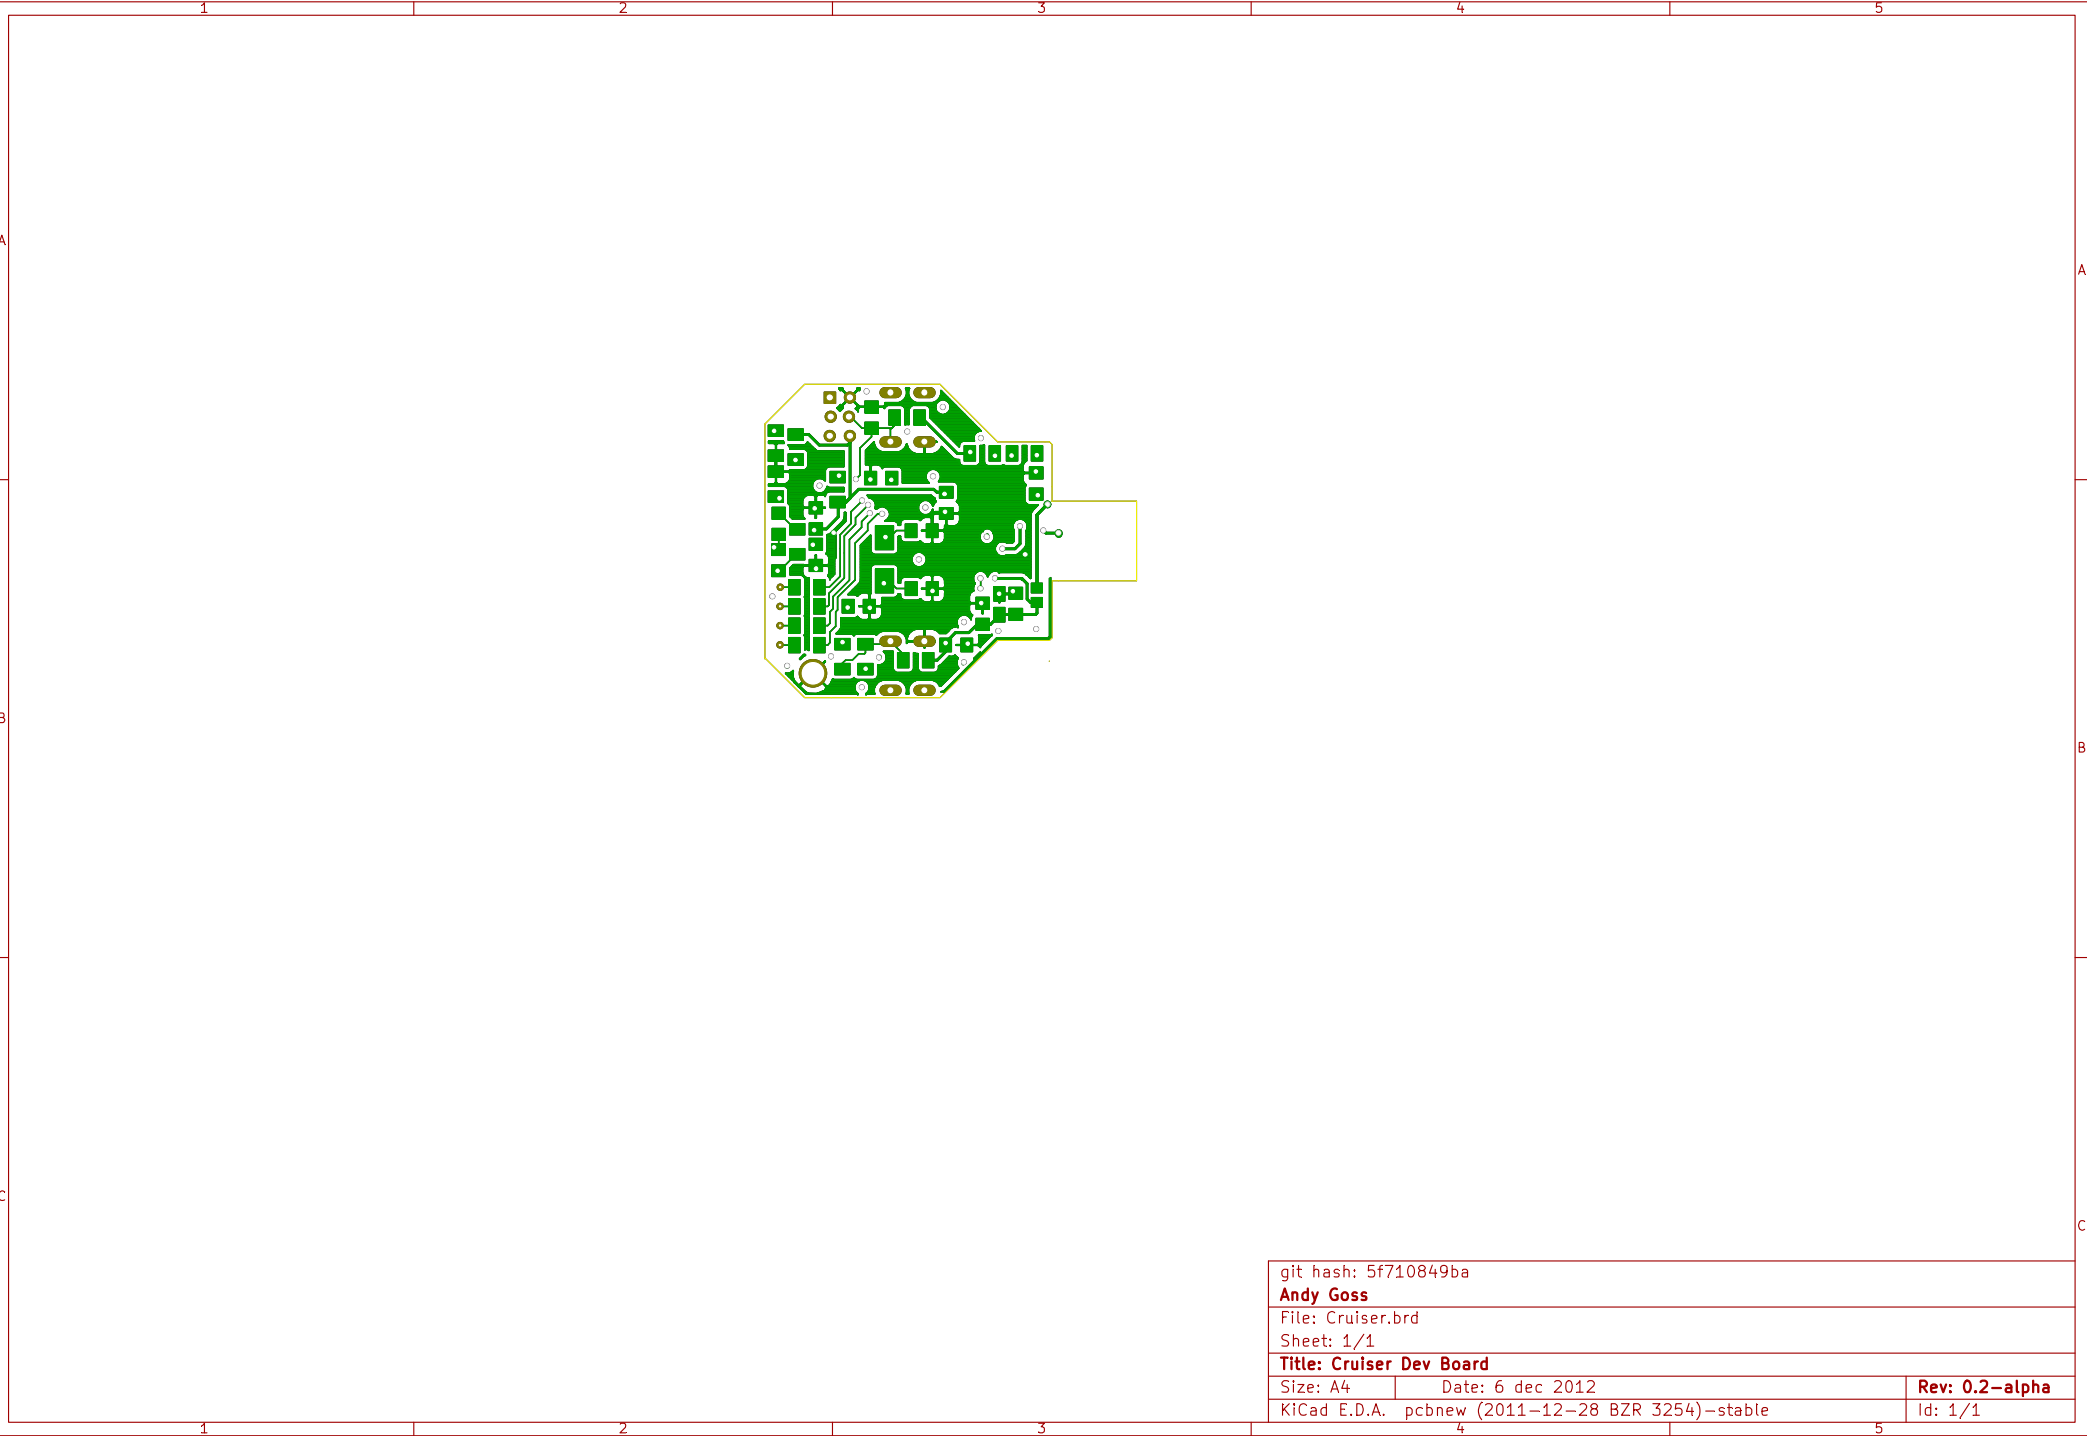 1 2 3 4 5
A A
B B
C C
git hash: 5f710849ba
Andy Goss
File: Cruiser.brd
Sheet: 1/1
Title: Cruiser Dev Board
Size: A4 Date: 6 dec 2012 Rev: 0.2-alpha
KiCad E.D.A. pcbnew (2011-12-28 BZR 3254)-stable Id: 1/1
1 2 3 4 5